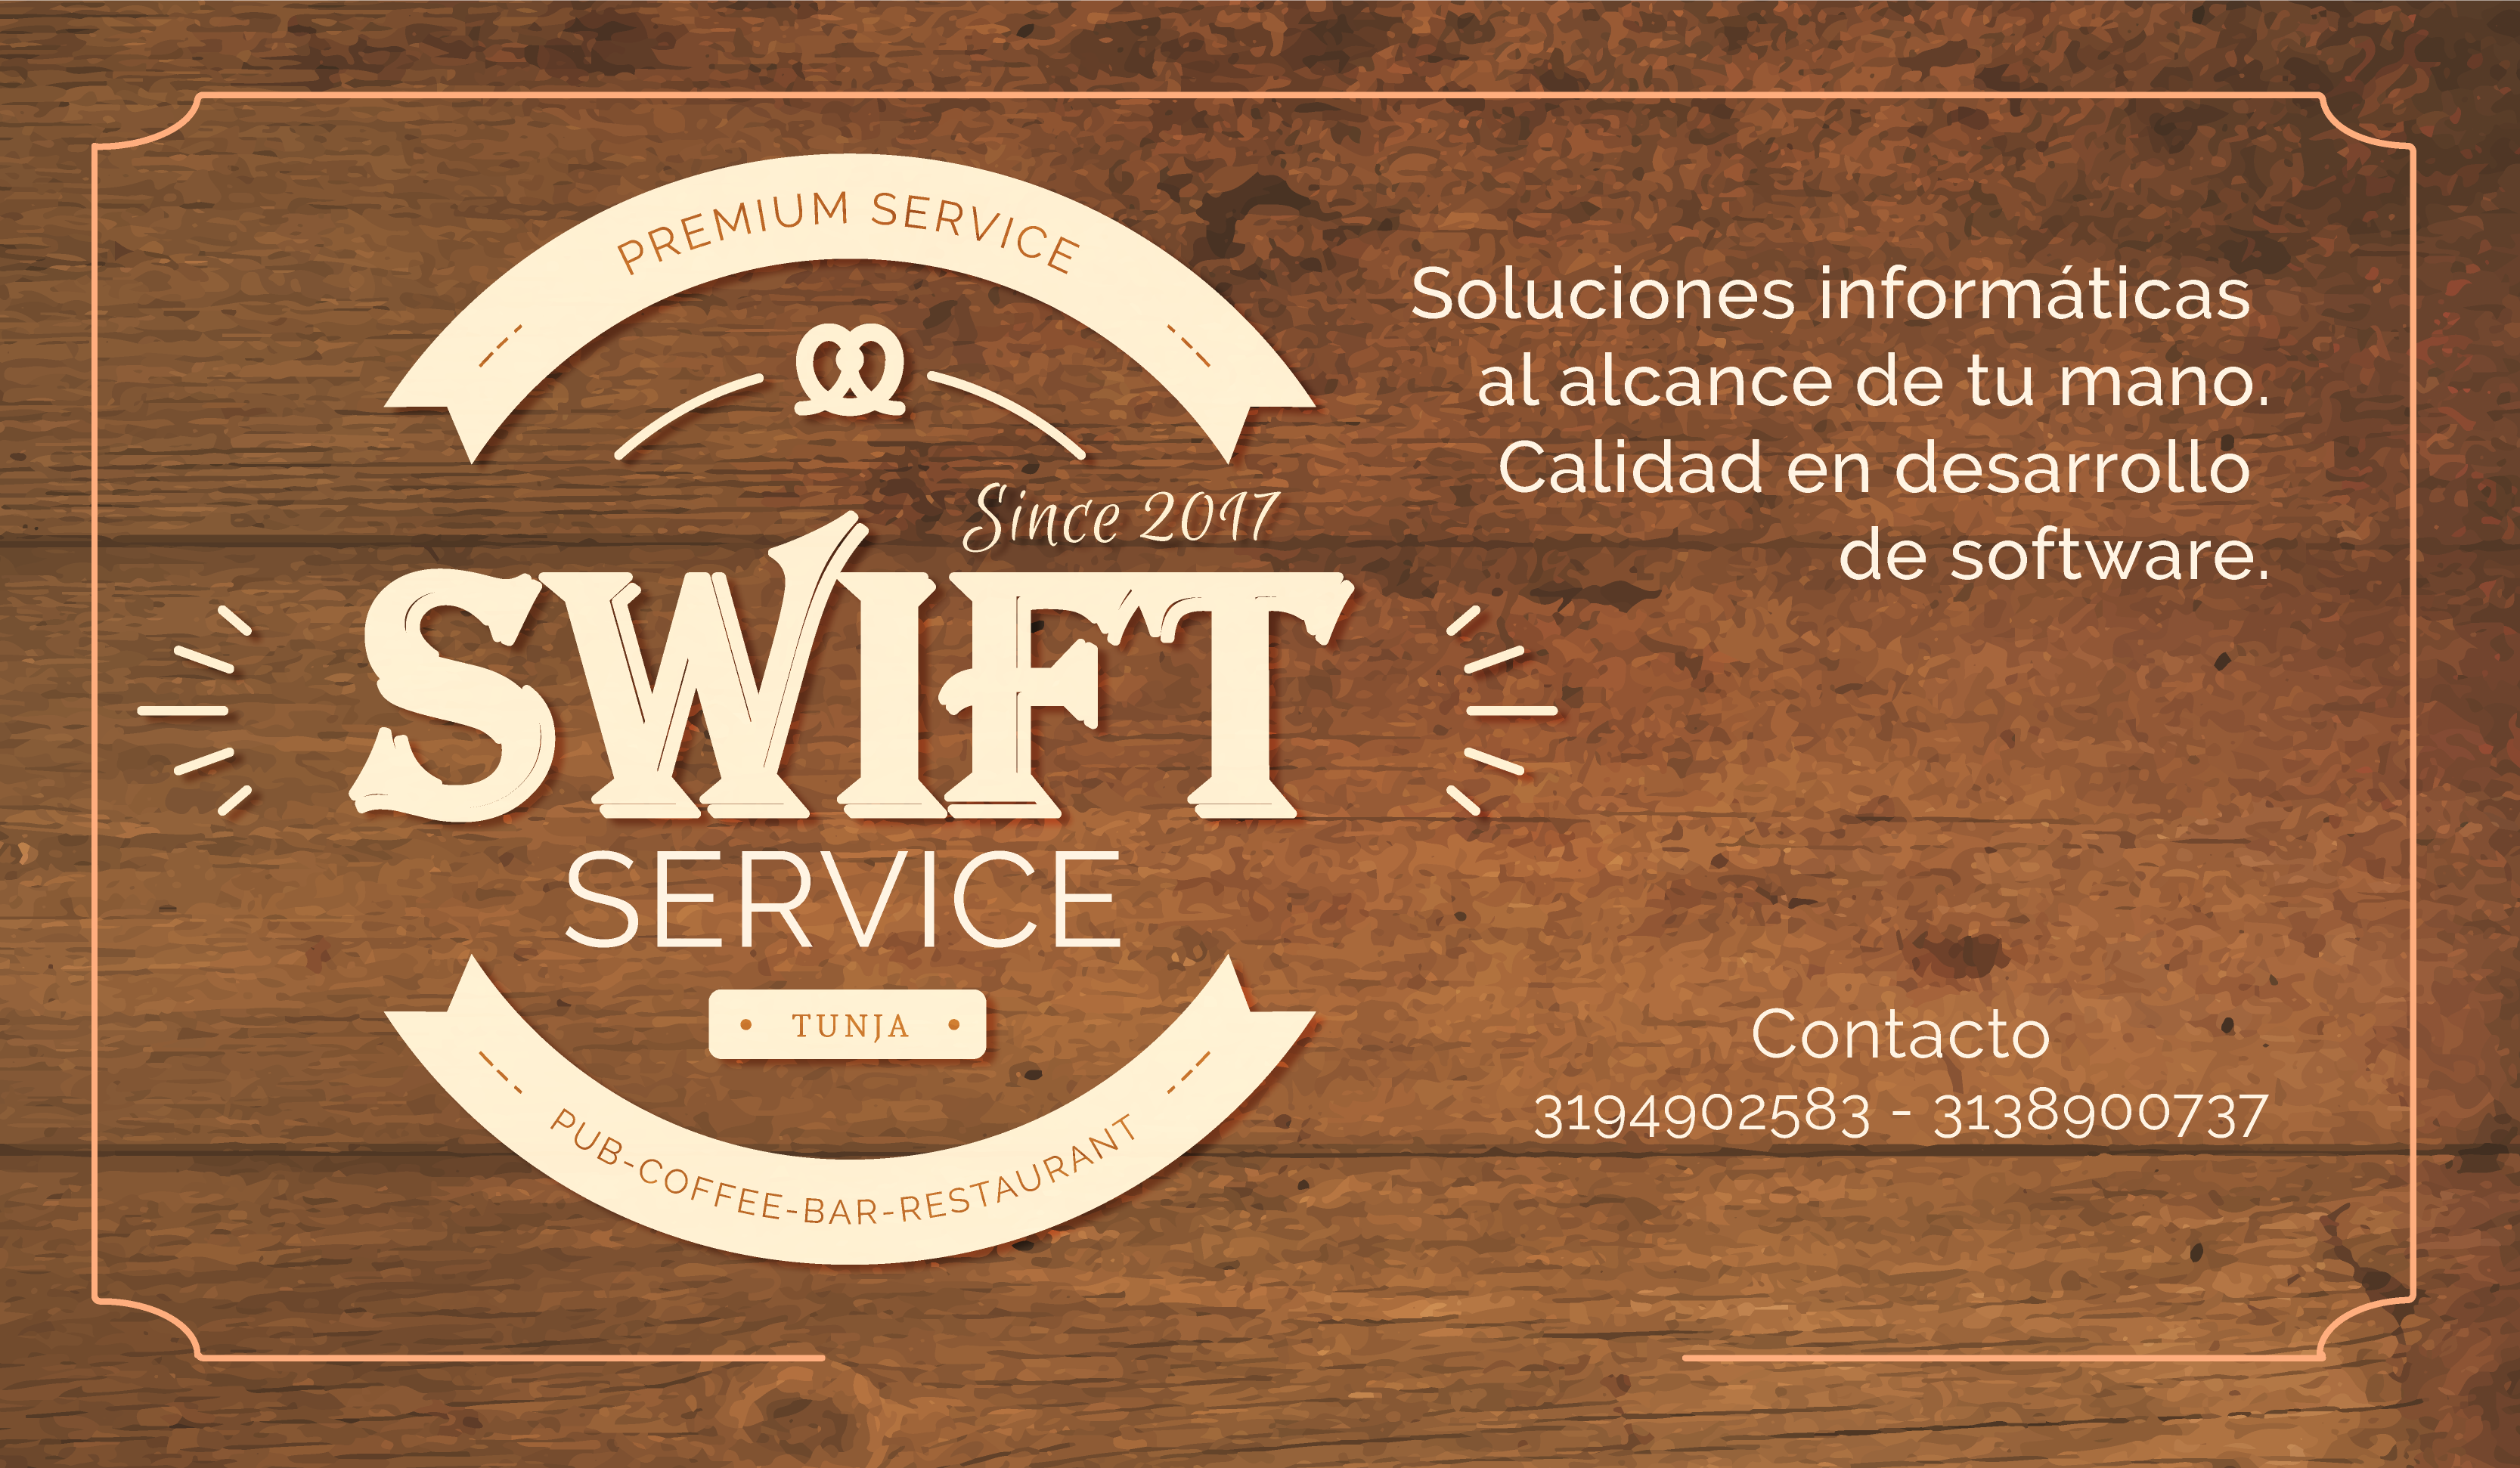 PREMIUM SERVICE
Since 2017
SWIFT
SERVICE
TUNJA
PUB-COFFEE-BAR-RESTAURANT
Soluciones informáticas
al alcance de tu mano.
Calidad en desarrollo
de software.
Contacto
3194902583 - 3138900737